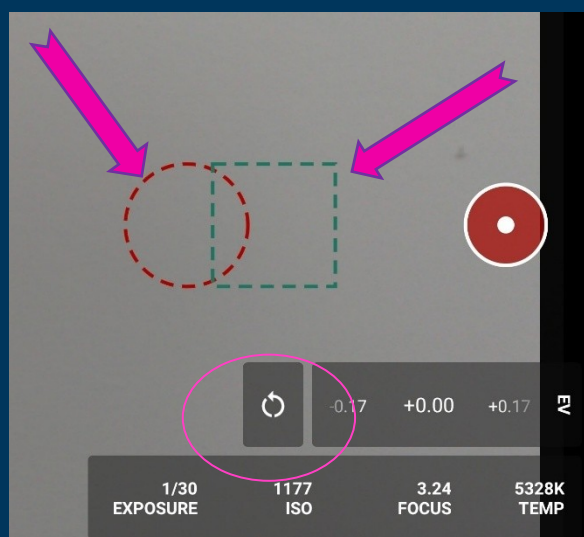 -0.17 +0.00 +0.17 EV
1/30 1177 3.24 5328K
EXPOSURE ISO FOCUS TEMP